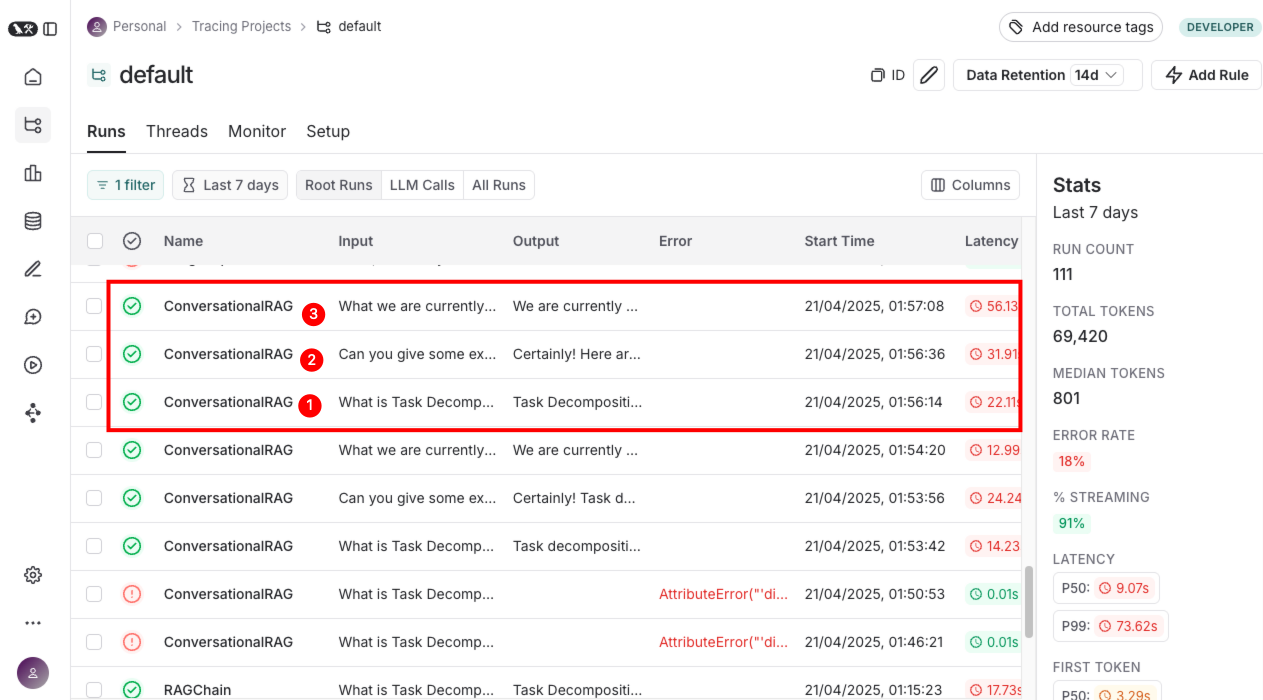 Personal > Tracing Projects > default
Add resource tags
DEVELOPER
default
ID
Data Retention 14d
Add Rule
Runs Threads Monitor Setup
1 filter Last 7 days Root Runs LLM Calls All Runs Columns
Name Input Output Error Start Time Latency
ConversationalRAG 3 What we are currently... We are currently ... 21/04/2025, 01:57:08 56.13
ConversationalRAG 2 Can you give some ex... Certainly! Here ar... 21/04/2025, 01:56:36 31.91s
ConversationalRAG 1 What is Task Decomp... Task Decompositi... 21/04/2025, 01:56:14 22.11s
ConversationalRAG What we are currently... We are currently ... 21/04/2025, 01:54:20 12.99
ConversationalRAG Can you give some ex... Certainly! Task d... 21/04/2025, 01:53:56 24.24
ConversationalRAG What is Task Decomp... Task decompositi... 21/04/2025, 01:53:42 14.23
ConversationalRAG What is Task Decomp... AttributeError("'di... 21/04/2025, 01:50:53 0.01s
ConversationalRAG What is Task Decomp... AttributeError("'di... 21/04/2025, 01:46:21 0.01s
RAGChain What is Task Decomp... Task Decompositi... 21/04/2025, 01:15:23 17.73s
Stats
Last 7 days
RUN COUNT
111
TOTAL TOKENS
69,420
MEDIAN TOKENS
801
ERROR RATE
18%
% STREAMING
91%
LATENCY
P50: 9.07s
P99: 73.62s
FIRST TOKEN
P50: 3.29s